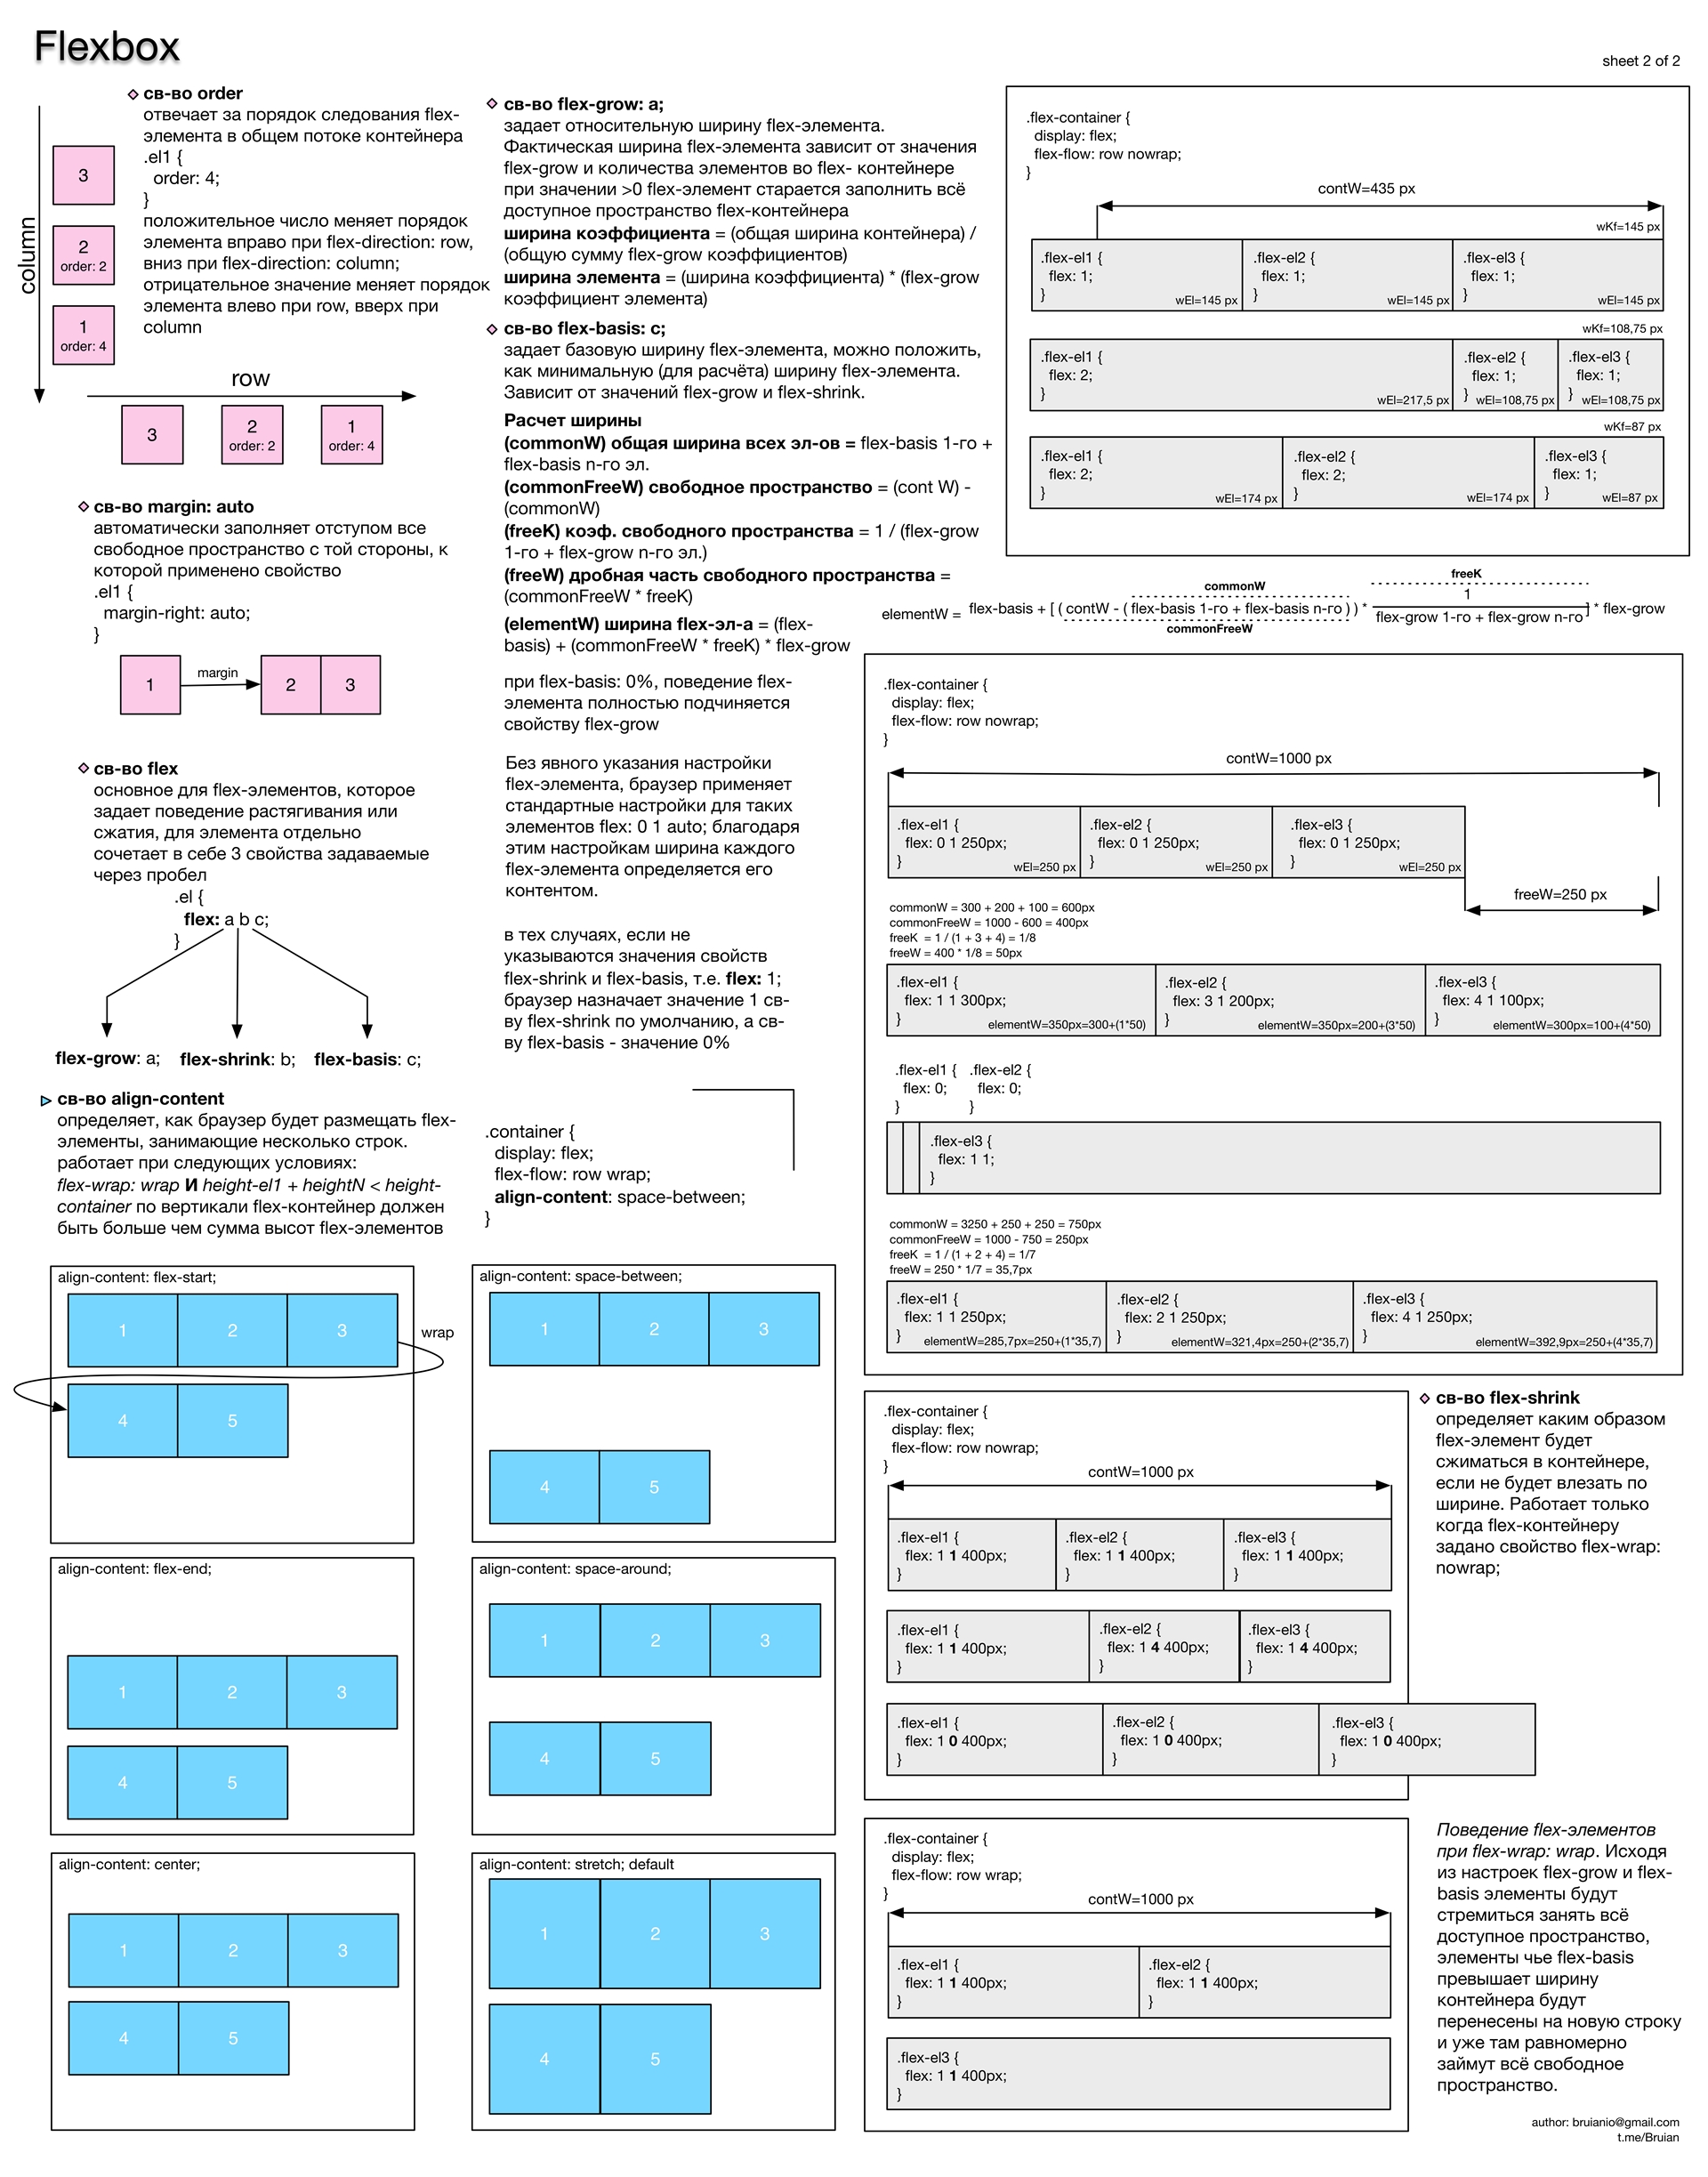 Flexbox
sheet 2 of 2
св-во order
отвечает за порядок следования flex-
элемента в общем потоке контейнера
.el1 {
order: 4;
}
положительное число меняет порядок
элемента вправо при flex-direction: row,
вниз при flex-direction: column;
отрицательное значение меняет порядок
элемента влево при row, вверх при
column
column
3
2
order: 2
1
order: 4
row
3
2
order: 2
1
order: 4
св-во margin: auto
автоматически заполняет отступом все
свободное пространство с той стороны, к
которой применено свойство
.el1 {
margin-right: auto;
}
1
margin
2
3
св-во flex
основное для flex-элементов, которое
задает поведение растягивания или
сжатия, для элемента отдельно
сочетает в себе 3 свойства задаваемые
через пробел
.el {
flex: a b c;
}
flex-grow: a;
flex-shrink: b;
flex-basis: c;
св-во align-content
определяет, как браузер будет размещать flex-
элементы, занимающие несколько строк.
работает при следующих условиях:
flex-wrap: wrap И height-el1 + heightN < height-
container по вертикали flex-контейнер должен
быть больше чем сумма высот flex-элементов
св-во flex-grow: a;
задает относительную ширину flex-элемента.
Фактическая ширина flex-элемента зависит от значения
flex-grow и количества элементов во flex- контейнере
при значении >0 flex-элемент старается заполнить всё
доступное пространство flex-контейнера
ширина коэффициента = (общая ширина контейнера) /
(общую сумму flex-grow коэффициентов)
ширина элемента = (ширина коэффициента) * (flex-grow
коэффициент элемента)
св-во flex-basis: c;
задает базовую ширину flex-элемента, можно положить,
как минимальную (для расчёта) ширину flex-элемента.
Зависит от значений flex-grow и flex-shrink.
Расчет ширины
(commonW) общая ширина всех эл-ов = flex-basis 1-го +
flex-basis n-го эл.
(commonFreeW) свободное пространство = (cont W) -
(commonW)
(freeK) коэф. свободного пространства = 1 / (flex-grow
1-го + flex-grow n-го эл.)
(freeW) дробная часть свободного пространства =
(commonFreeW * freeK)
(elementW) ширина flex-эл-а = (flex-
basis) + (commonFreeW * freeK) * flex-grow
при flex-basis: 0%, поведение flex-
элемента полностью подчиняется
свойству flex-grow
Без явного указания настройки
flex-элемента, браузер применяет
стандартные настройки для таких
элементов flex: 0 1 auto; благодаря
этим настройкам ширина каждого
flex-элемента определяется его
контентом.
в тех случаях, если не
указываются значения свойств
flex-shrink и flex-basis, т.е. flex: 1;
браузер назначает значение 1 св-
ву flex-shrink по умолчанию, а св-
ву flex-basis - значение 0%
.container {
display: flex;
flex-flow: row wrap;
align-content: space-between;
}
align-content: flex-start;
1
2
3
wrap
4
5
align-content: space-between;
1
2
3
4
5
align-content: flex-end;
1
2
3
4
5
align-content: space-around;
1
2
3
4
5
align-content: center;
1
2
3
4
5
align-content: stretch; default
1
2
3
4
5
.flex-container {
display: flex;
flex-flow: row nowrap;
}
contW=435 px
wKf=145 px
.flex-el1 {
flex: 1;
}
wEl=145 px
.flex-el2 {
flex: 1;
}
wEl=145 px
.flex-el3 {
flex: 1;
}
wEl=145 px
wKf=108,75 px
.flex-el1 {
flex: 2;
}
wEl=217,5 px
.flex-el2 {
flex: 1;
}
wEl=108,75 px
.flex-el3 {
flex: 1;
}
wEl=108,75 px
wKf=87 px
.flex-el1 {
flex: 2;
}
wEl=174 px
.flex-el2 {
flex: 2;
}
wEl=174 px
.flex-el3 {
flex: 1;
}
wEl=87 px
commonW
freeK
1
elementW = flex-basis + [ ( contW - ( flex-basis 1-го + flex-basis n-го ) ) * ] * flex-grow
flex-grow 1-го + flex-grow n-го
commonFreeW
.flex-container {
display: flex;
flex-flow: row nowrap;
}
contW=1000 px
.flex-el1 {
flex: 0 1 250px;
}
wEl=250 px
.flex-el2 {
flex: 0 1 250px;
}
wEl=250 px
.flex-el3 {
flex: 0 1 250px;
}
wEl=250 px
freeW=250 px
commonW = 300 + 200 + 100 = 600px
commonFreeW = 1000 - 600 = 400px
freeK = 1 / (1 + 3 + 4) = 1/8
freeW = 400 * 1/8 = 50px
.flex-el1 {
flex: 1 1 300px;
}
elementW=350px=300+(1*50)
.flex-el2 {
flex: 3 1 200px;
}
elementW=350px=200+(3*50)
.flex-el3 {
flex: 4 1 100px;
}
elementW=300px=100+(4*50)
.flex-el1 {
flex: 0;
}
.flex-el2 {
flex: 0;
}
.flex-el3 {
flex: 1 1;
}
commonW = 3250 + 250 + 250 = 750px
commonFreeW = 1000 - 750 = 250px
freeK = 1 / (1 + 2 + 4) = 1/7
freeW = 250 * 1/7 = 35,7px
.flex-el1 {
flex: 1 1 250px;
}
elementW=285,7px=250+(1*35,7)
.flex-el2 {
flex: 2 1 250px;
}
elementW=321,4px=250+(2*35,7)
.flex-el3 {
flex: 4 1 250px;
}
elementW=392,9px=250+(4*35,7)
.flex-container {
display: flex;
flex-flow: row nowrap;
}
contW=1000 px
.flex-el1 {
flex: 1 1 400px;
}
.flex-el2 {
flex: 1 1 400px;
}
.flex-el3 {
flex: 1 1 400px;
}
.flex-el1 {
flex: 1 1 400px;
}
.flex-el2 {
flex: 1 4 400px;
}
.flex-el3 {
flex: 1 4 400px;
}
.flex-el1 {
flex: 1 0 400px;
}
.flex-el2 {
flex: 1 0 400px;
}
.flex-el3 {
flex: 1 0 400px;
}
св-во flex-shrink
определяет каким образом
flex-элемент будет
сжиматься в контейнере,
если не будет влезать по
ширине. Работает только
когда flex-контейнеру
задано свойство flex-wrap:
nowrap;
.flex-container {
display: flex;
flex-flow: row wrap;
}
contW=1000 px
.flex-el1 {
flex: 1 1 400px;
}
.flex-el2 {
flex: 1 1 400px;
}
.flex-el3 {
flex: 1 1 400px;
}
Поведение flex-элементов
при flex-wrap: wrap. Исходя
из настроек flex-grow и flex-
basis элементы будут
стремиться занять всё
доступное пространство,
элементы чье flex-basis
превышает ширину
контейнера будут
перенесены на новую строку
и уже там равномерно
займут всё свободное
пространство.
author: bruianio@gmail.com
t.me/Bruian